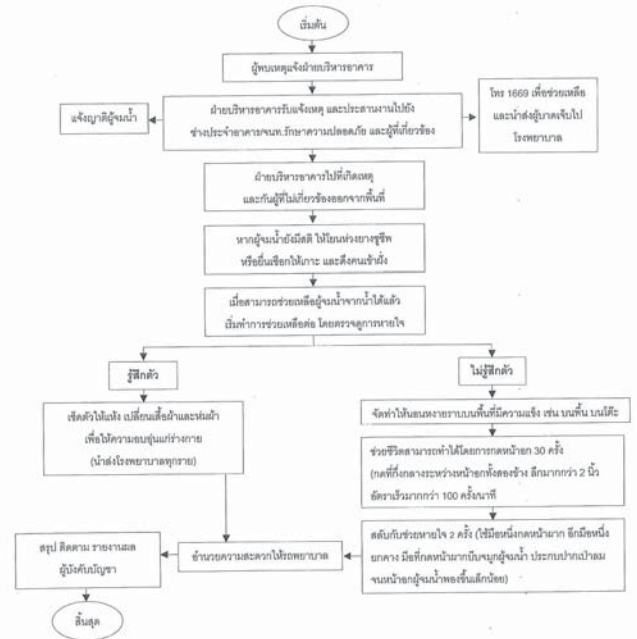 เริ่มต้น
ผู้พบเหตุแจ้งฝ่ายบริหารอาคาร
แจ้งญาติผู้จมน้ำ
ฝ่ายบริหารอาคารรับแจ้งเหตุ และประสานงานไปยัง
ช่างประจำอาคาร/จนท.รักษาความปลอดภัย และผู้ที่เกี่ยวข้อง
โทร 1669 เพื่อช่วยเหลือ
และนำส่งผู้บาดเจ็บไป
โรงพยาบาล
ฝ่ายบริหารอาคารไปที่เกิดเหตุ
และกันผู้ที่ไม่เกี่ยวข้องออกจากพื้นที่
หากผู้จมน้ำยังมีสติ ให้โยนห่วงยางชูชีพ
หรือยื่นเชือกให้เกาะ และดึงคนเข้าฝั่ง
เมื่อสามารถช่วยเหลือผู้จมน้ำจากน้ำได้แล้ว
เริ่มทำการช่วยเหลือต่อ โดยตรวจดูการหายใจ
รู้สึกตัว
ไม่รู้สึกตัว
เช็ดตัวให้แห้ง เปลี่ยนเสื้อผ้าและห่มผ้า
เพื่อให้ความอบอุ่นแก่ร่างกาย
(นำส่งโรงพยาบาลทุกราย)
จัดท่าให้นอนหงายราบบนพื้นที่มีความแข็ง เช่น บนพื้น บนโต๊ะ
ช่วยชีวิตสามารถทำได้โดยการกดหน้าอก 30 ครั้ง
(กดที่กึ่งกลางระหว่างหน้าอกทั้งสองข้าง ลึกมากกว่า 2 นิ้ว
อัตราเร็วมากกว่า 100 ครั้ง/นาที
สลับกับช่วยหายใจ 2 ครั้ง (ใช้มือหนึ่งกดหน้าผาก อีกมือหนึ่ง
ยกคาง มือที่กดหน้าผากบีบจมูกผู้จมน้ำ ประกบปากเป่าลม
จนหน้าอกผู้จมน้ำพองขึ้นเล็กน้อย)
อำนวยความสะดวกให้รถพยาบาล
สรุป ติดตาม รายงานผล
ผู้บังคับบัญชา
สิ้นสุด